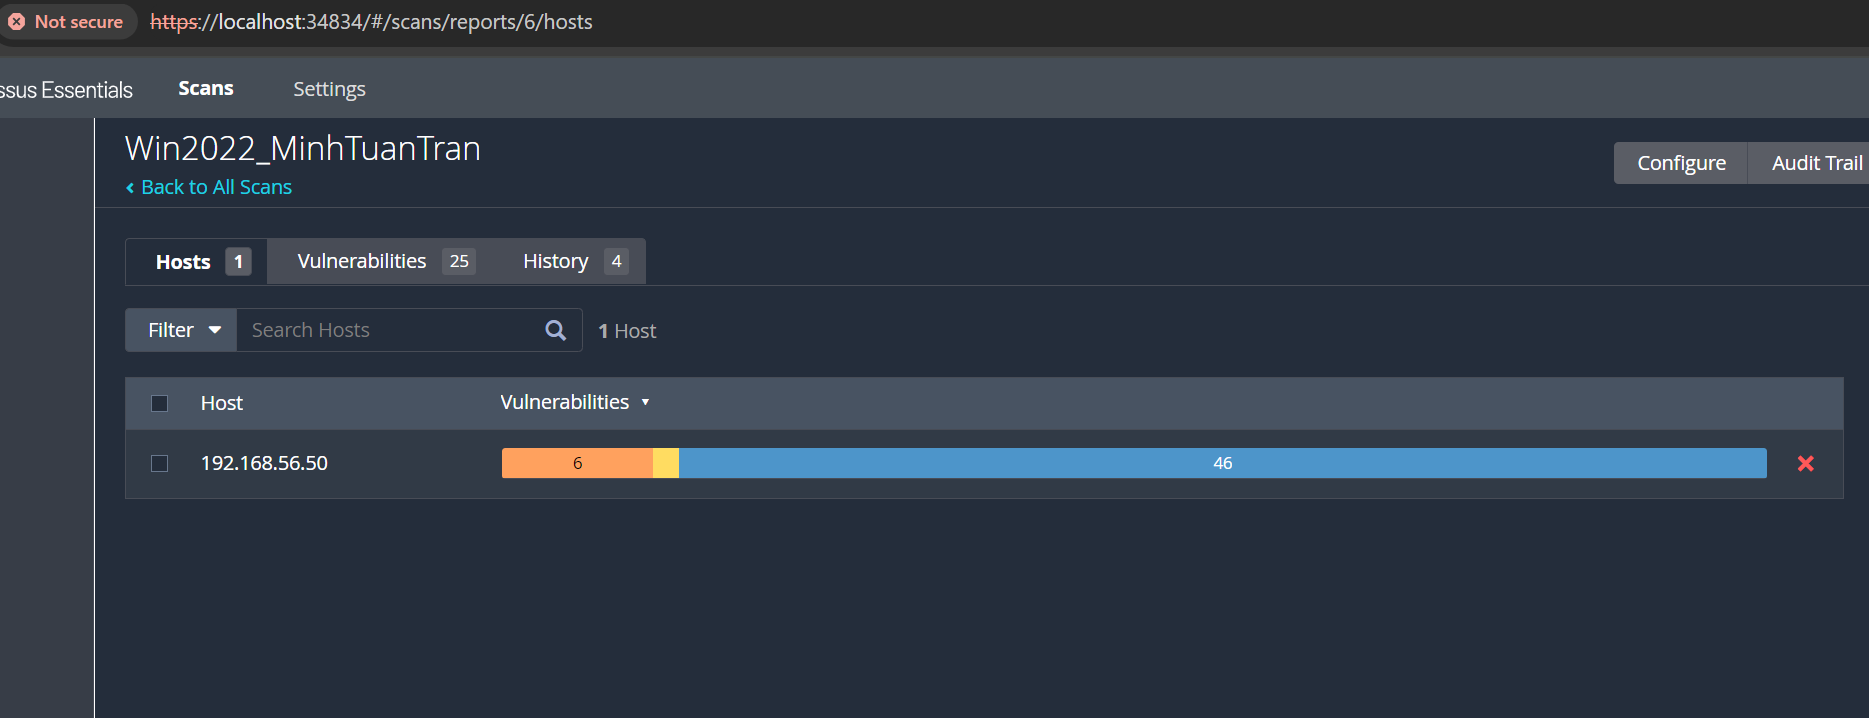 Not secure https://localhost:34834/#/scans/reports/6/hosts
Essentials Scans Settings
Win2022_MinhTuanTran
Configure Audit Trail
Back to All Scans
Hosts 1 Vulnerabilities 25 History 4
Filter Search Hosts 1 Host
Host Vulnerabilities
192.168.56.50 6 46